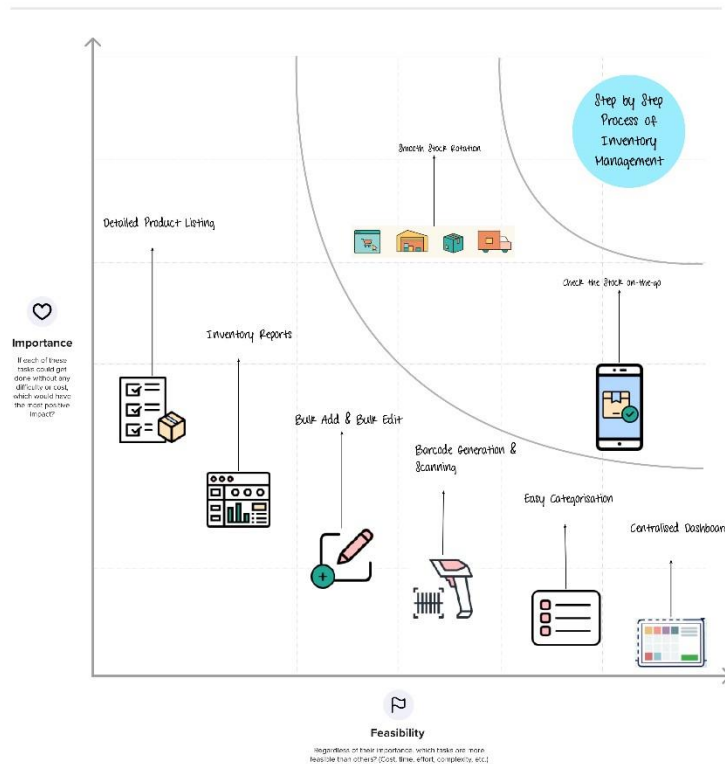 Step by Step
Process of
Inventory
Management
Smooth Stock Rotation
Detailed Product Listing
Check the Stock on-the-go
Importance
If each of these
tasks could get
done without any
difficulty or cost,
which would have
the most positive
impact?
Inventory Reports
Bulk Add & Bulk Edit
Barcode Generation &
Scanning
Easy Categorisation
Centralised Dashboar
Feasibility
Regardless of their importance, which tasks are more
feasible than others? (Cost, time, effort, complexity, etc.)